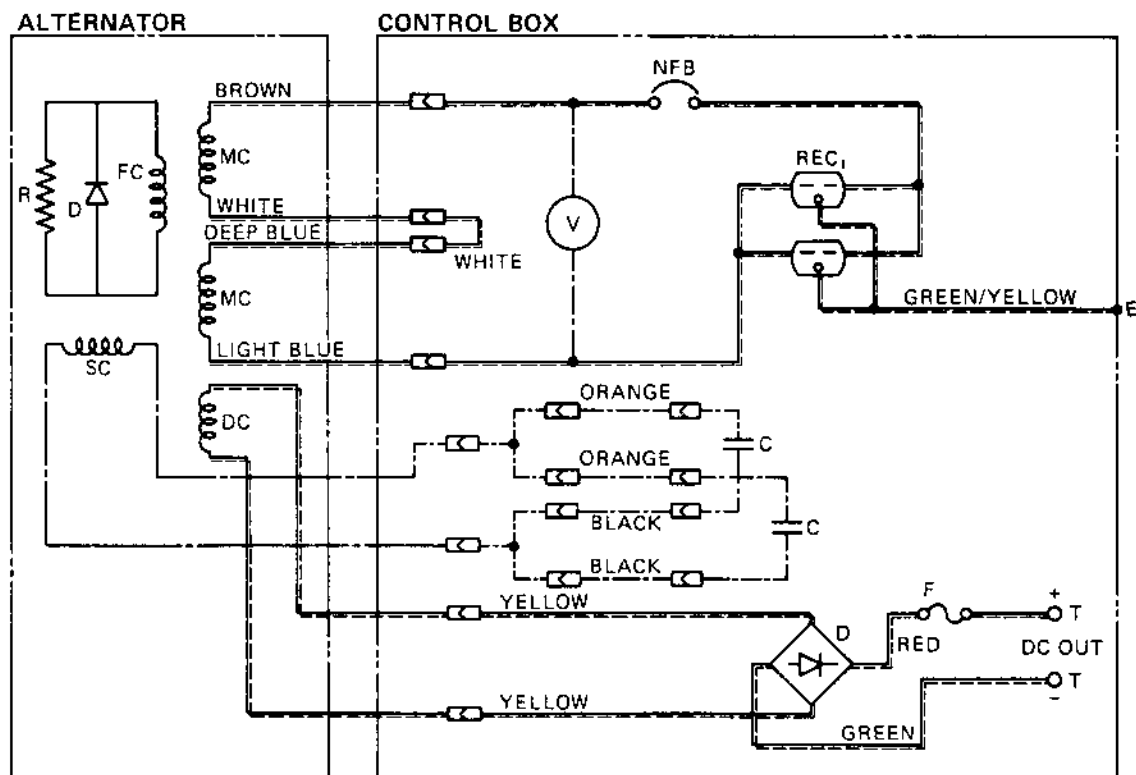 ALTERNATOR
CONTROL BOX
BROWN
NFB
MC
REC1
R
D
FC
WHITE
V
DEEP BLUE
WHITE
MC
GREEN/YELLOW
E
LIGHT BLUE
SC
ORANGE
DC
C
ORANGE
BLACK
C
BLACK
YELLOW
F
+
T
D
RED
DC OUT
T
−
YELLOW
GREEN